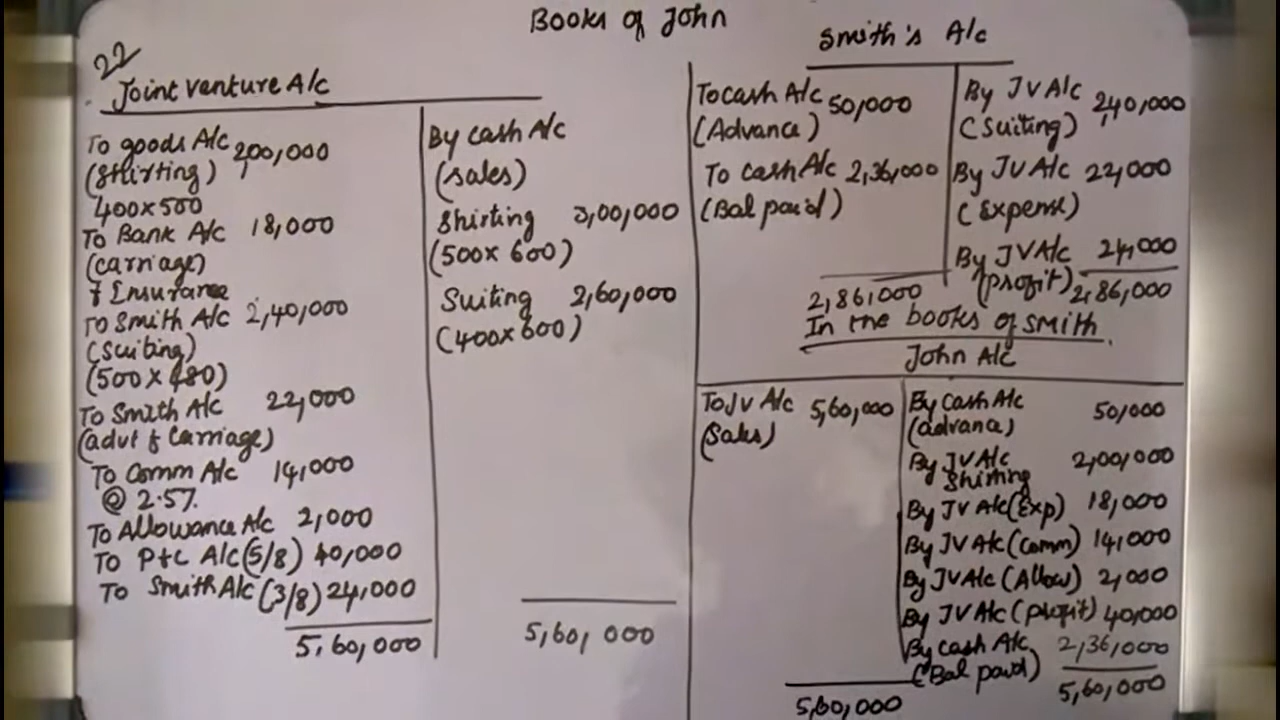 Books of John
22
Joint Venture A/c
To goods A/c 2,00,000
(Shirting)
400x500
To Bank A/c 18,000
(carriage)
& Insurance
To Smith A/c 2,40,000
(Suiting)
(500x480)
To Smith A/c 22,000
(advt & Carriage)
To Comm A/c 14,000
@ 2.5%.
To Allowance A/c 2,000
To P&L A/c (5/8) 40,000
To Smith A/c (3/8) 24,000
5,60,000
By cash A/c
(sales)
Shirting 3,00,000
(500x600)
Suiting 2,60,000
(400x600)
5,60,000
Smith's A/c
To cash A/c 50,000
(Advance)
To cash A/c 2,36,000
(Bal paid)
2,86,000
By JV A/c 2,40,000
(Suiting)
By JV A/c 22,000
(Expense)
By JV A/c 24,000
(profit) 2,86,000
In the books of Smith.
John A/c
To JV A/c 5,60,000
(Sales)
5,60,000
By Cash A/c 50,000
(advance)
By JV A/c 2,00,000
Shirting
By JV A/c (Exp) 18,000
By JV A/c (Comm) 14,000
By JV A/c (Allow) 2,000
By JV A/c (profit) 40,000
By cash A/c 2,36,000
(Bal paid) 5,60,000